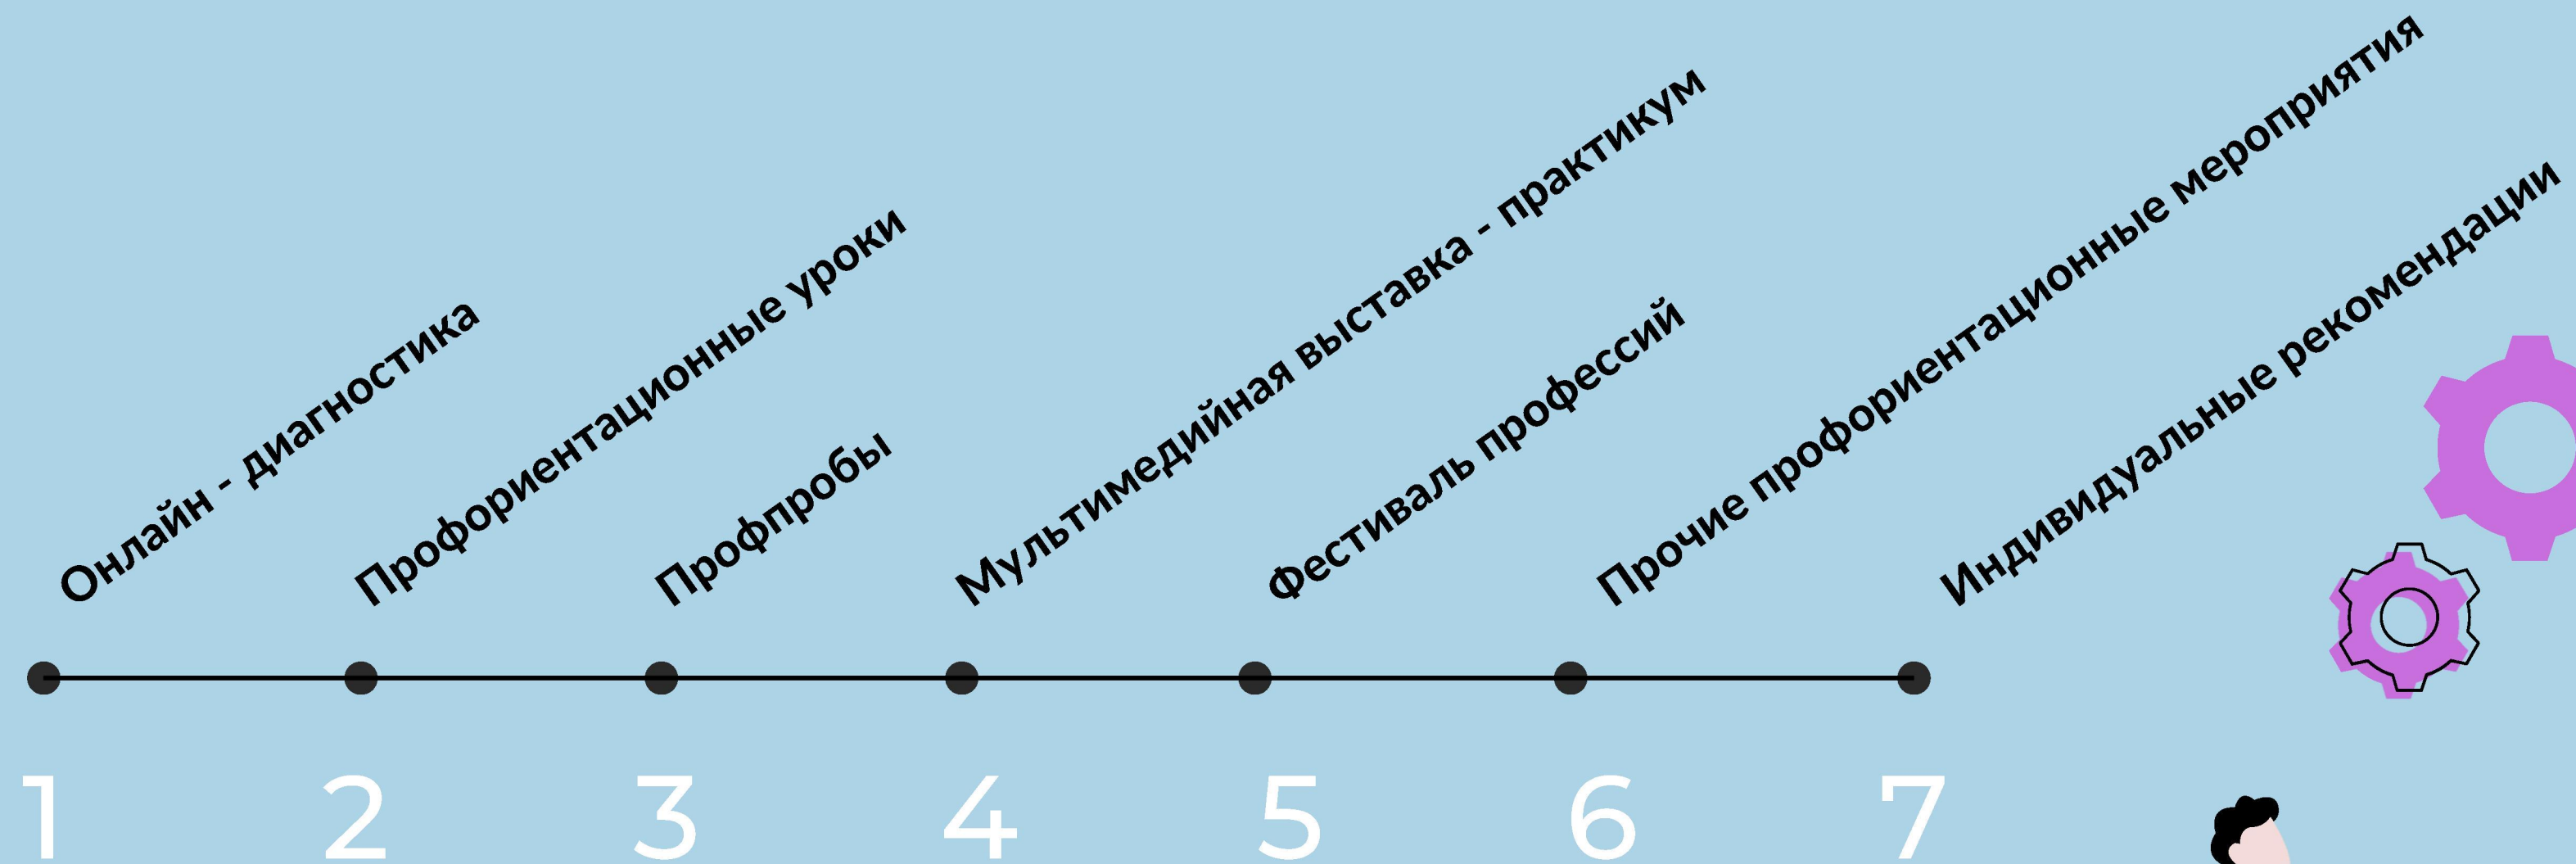 Онлайн - диагностика
Профориентационные уроки
Профпробы
Мультимедийная выставка - практикум
Фестиваль профессий
Прочие профориентационные мероприятия
Индивидуальные рекомендации
1 2 3 4 5 6 7